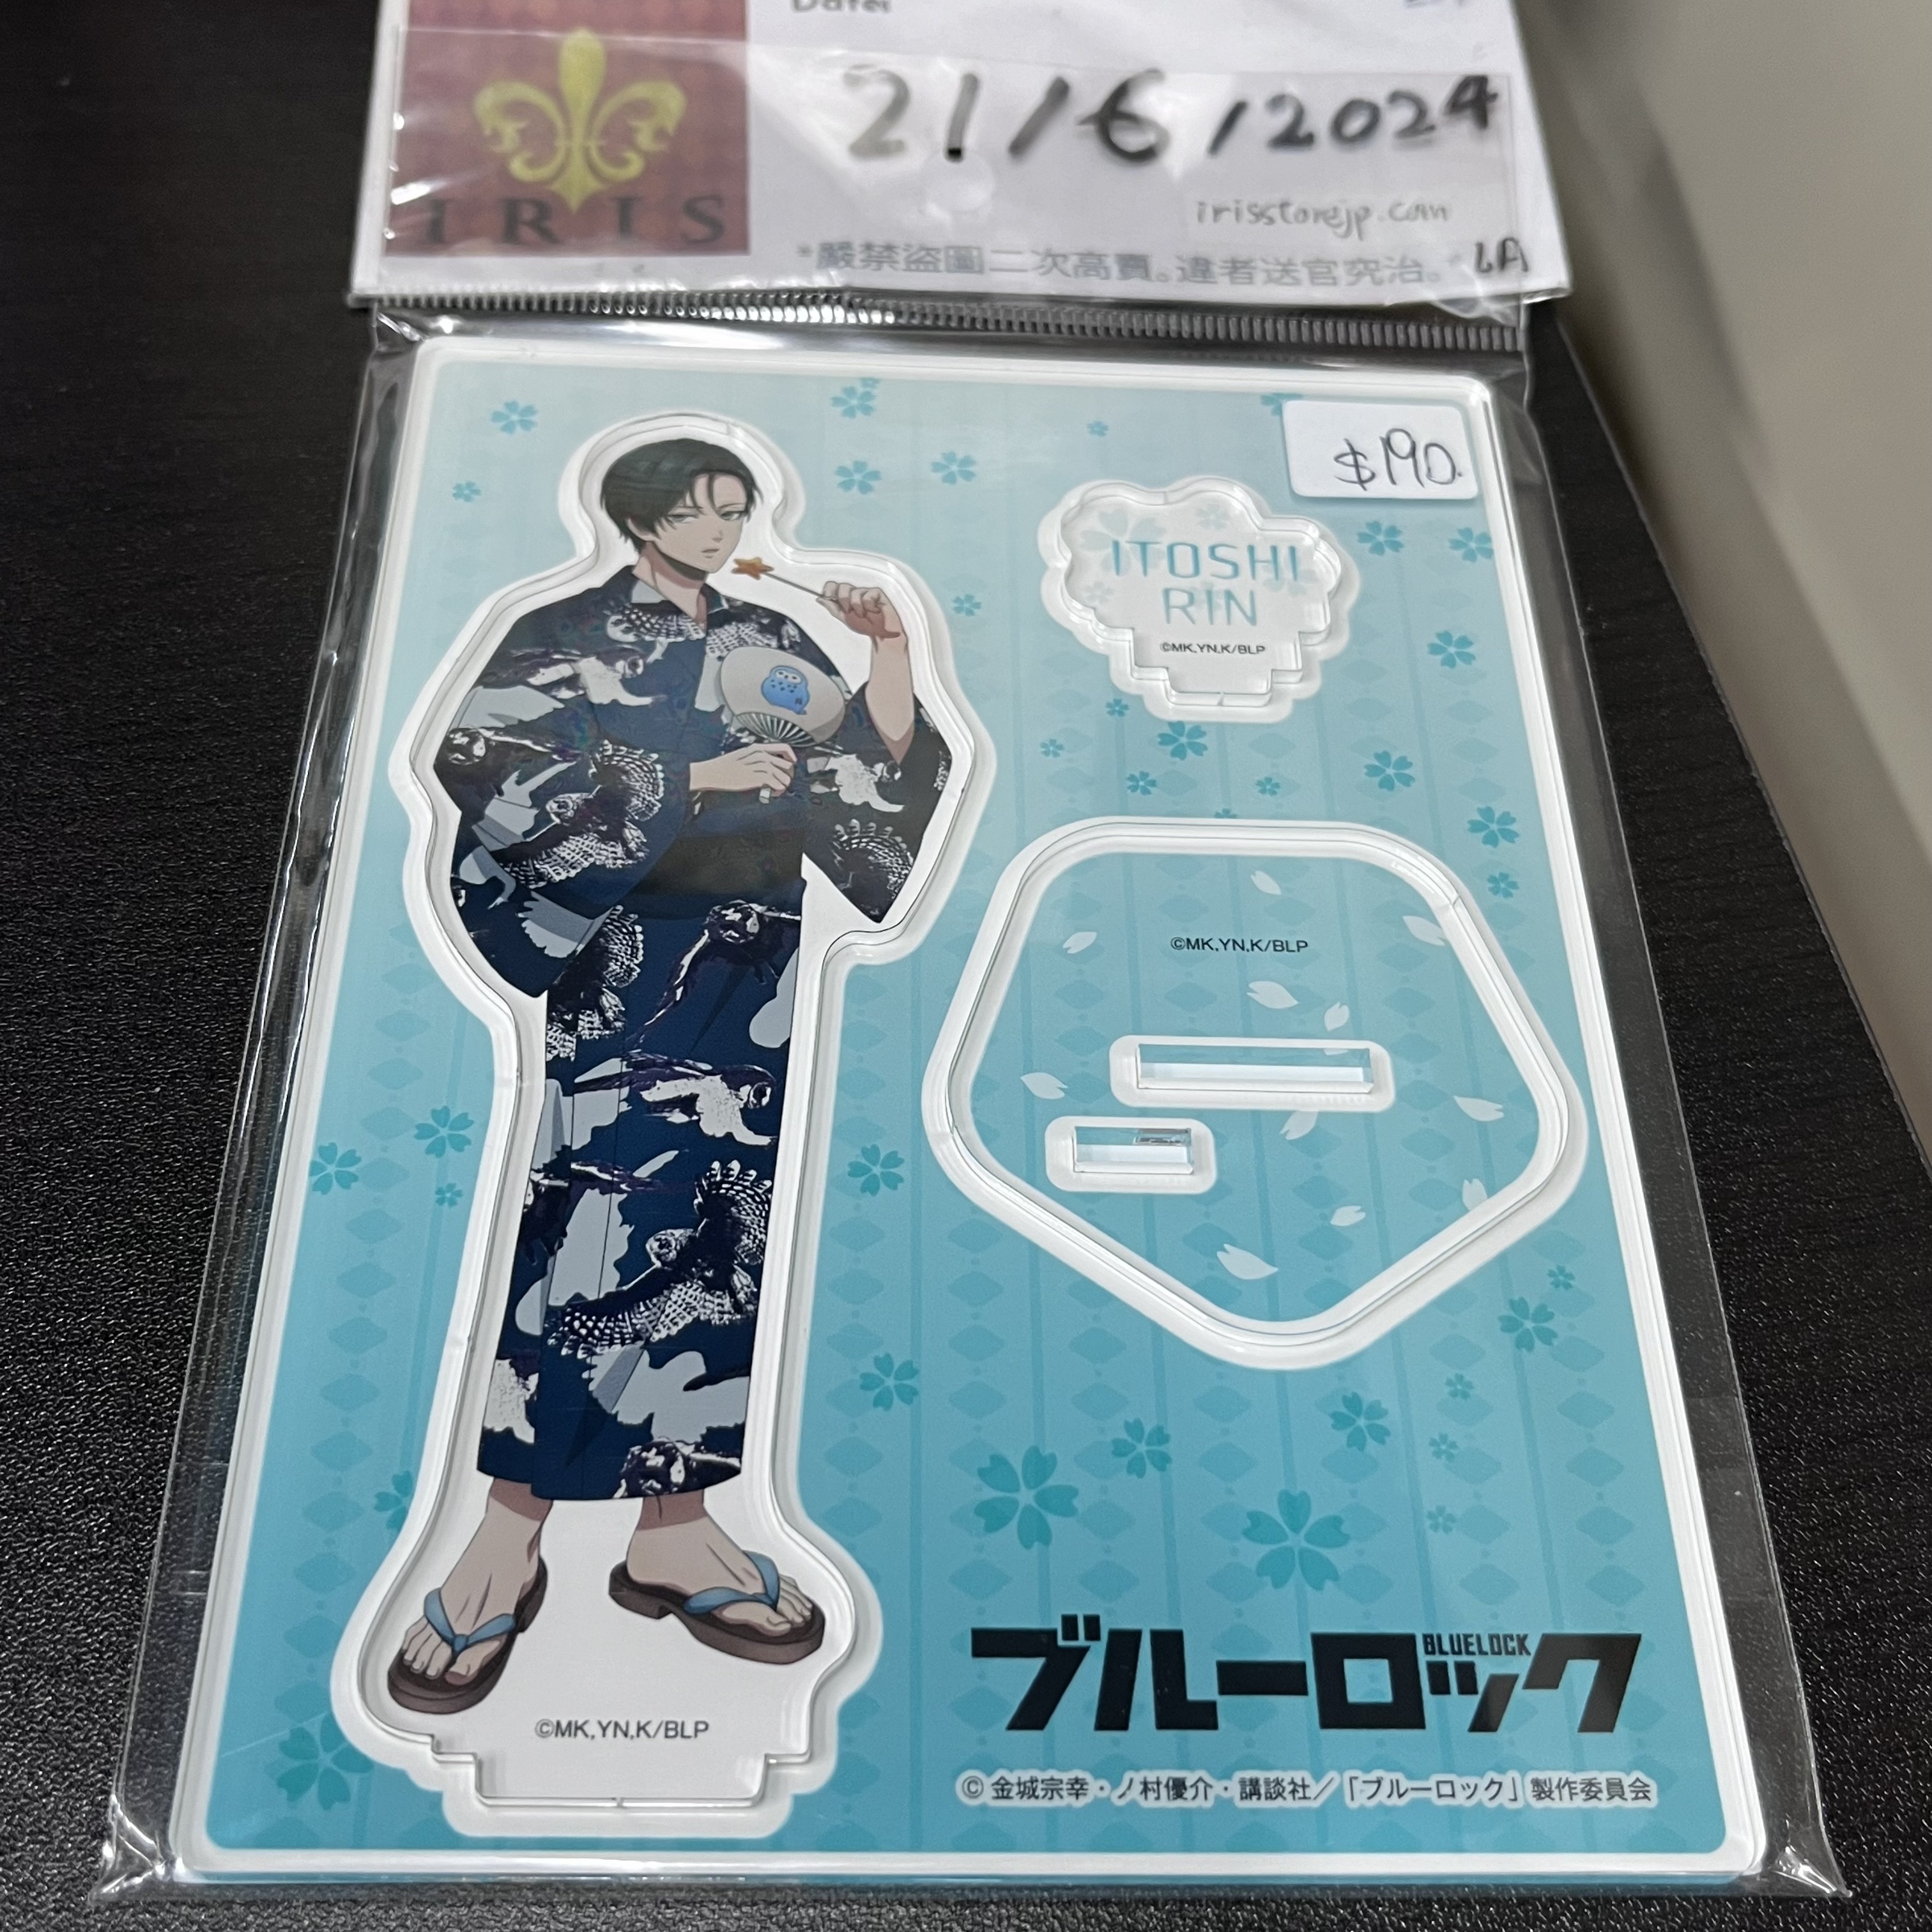 Date:
21/6/2024
IRIS
irisstorejp.com
*嚴禁盜圖二次高賣。違者送官究治。*
LA
$190.
ITOSHI
RIN
©MK,YN,K/BLP
©MK,YN,K/BLP
©MK,YN,K/BLP
ブルーロック
BLUELOCK
© 金城宗幸・ノ村優介・講談社／「ブルーロック」製作委員会